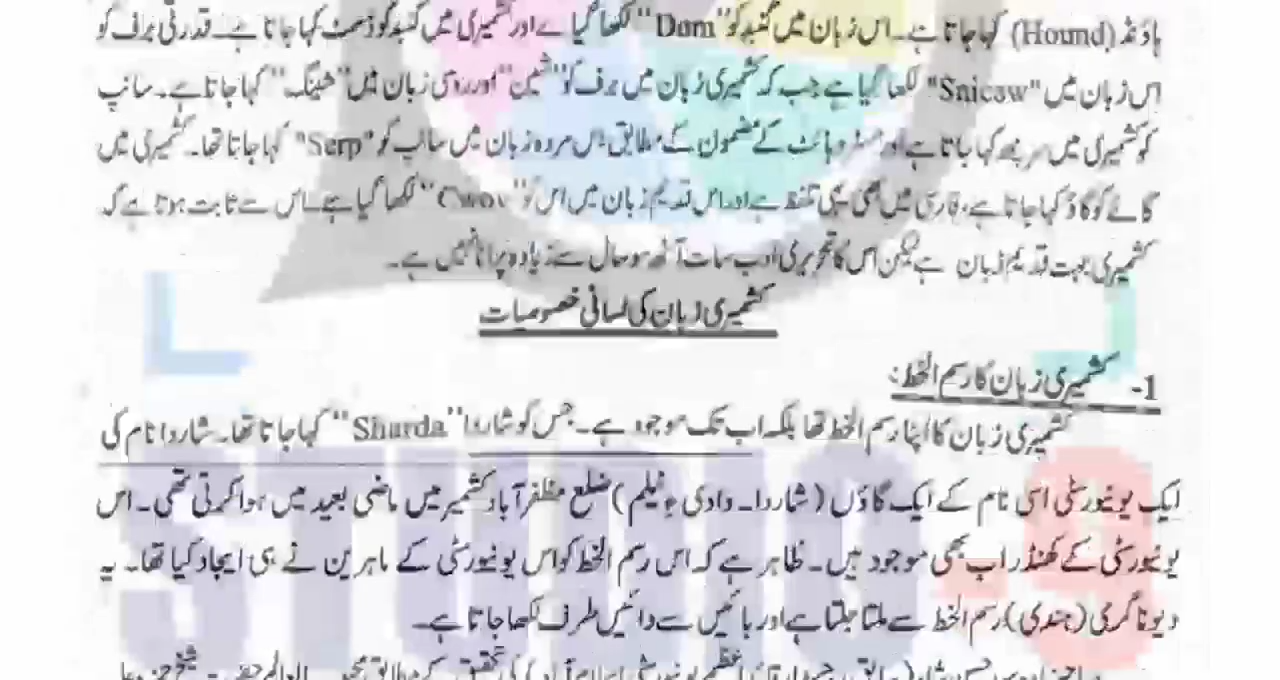 ہاؤنڈ (Hound) کہا جاتا ہے۔ اس زبان میں گنبد کو "Dom" لکھا گیا ہے اور کشمیری میں گنبد کو ڈمٹ کہا جاتا ہے۔ قدرتی برف کو
اس زبان میں "Snicaw" لکھا گیا ہے جب کہ کشمیری زبان میں برف کو "شین" اور روسی زبان میں "شینگ" کہا جاتا ہے۔ سانپ
کو کشمیری میں سرپھ کہا جاتا ہے اور مسٹر وہائٹ کے مضمون کے مطابق اس مردہ زبان میں سانپ کو "Serp" کہا جاتا تھا۔ کشمیری میں
گائے کو گاؤ کہا جاتا ہے، فارسی میں بھی یہی تلفظ ہے اور اس قدیم زبان میں اس کو "Cwov" لکھا گیا ہے۔ اس سے ثابت ہوتا ہے کہ
کشمیری بہت قدیم زبان ہے لیکن اس کا تحریری ادب سات آٹھ سو سال سے زیادہ پرانا نہیں ہے۔
کشمیری زبان کی لسانی خصوصیات
1- کشمیری زبان کا رسم الخط:
کشمیری زبان کا اپنا رسم الخط تھا بلکہ اب تک موجود ہے۔ جس کو شاردا "Sharda" کہا جاتا تھا۔ شاردا نام کی
ایک یونیورسٹی اسی نام کے ایک گاؤں (شاردا۔ وادی نیلم) ضلع مظفر آباد کشمیر میں ماضی بعید میں ہوا کرتی تھی۔ اس
یونیورسٹی کے کھنڈر اب بھی موجود ہیں۔ ظاہر ہے کہ اس رسم الخط کو اس یونیورسٹی کے ماہرین نے ہی ایجاد کیا تھا۔ یہ
دیوناگری (ہندی) رسم الخط سے ملتا جلتا ہے اور بائیں سے دائیں طرف لکھا جاتا ہے۔
STUDIO-9